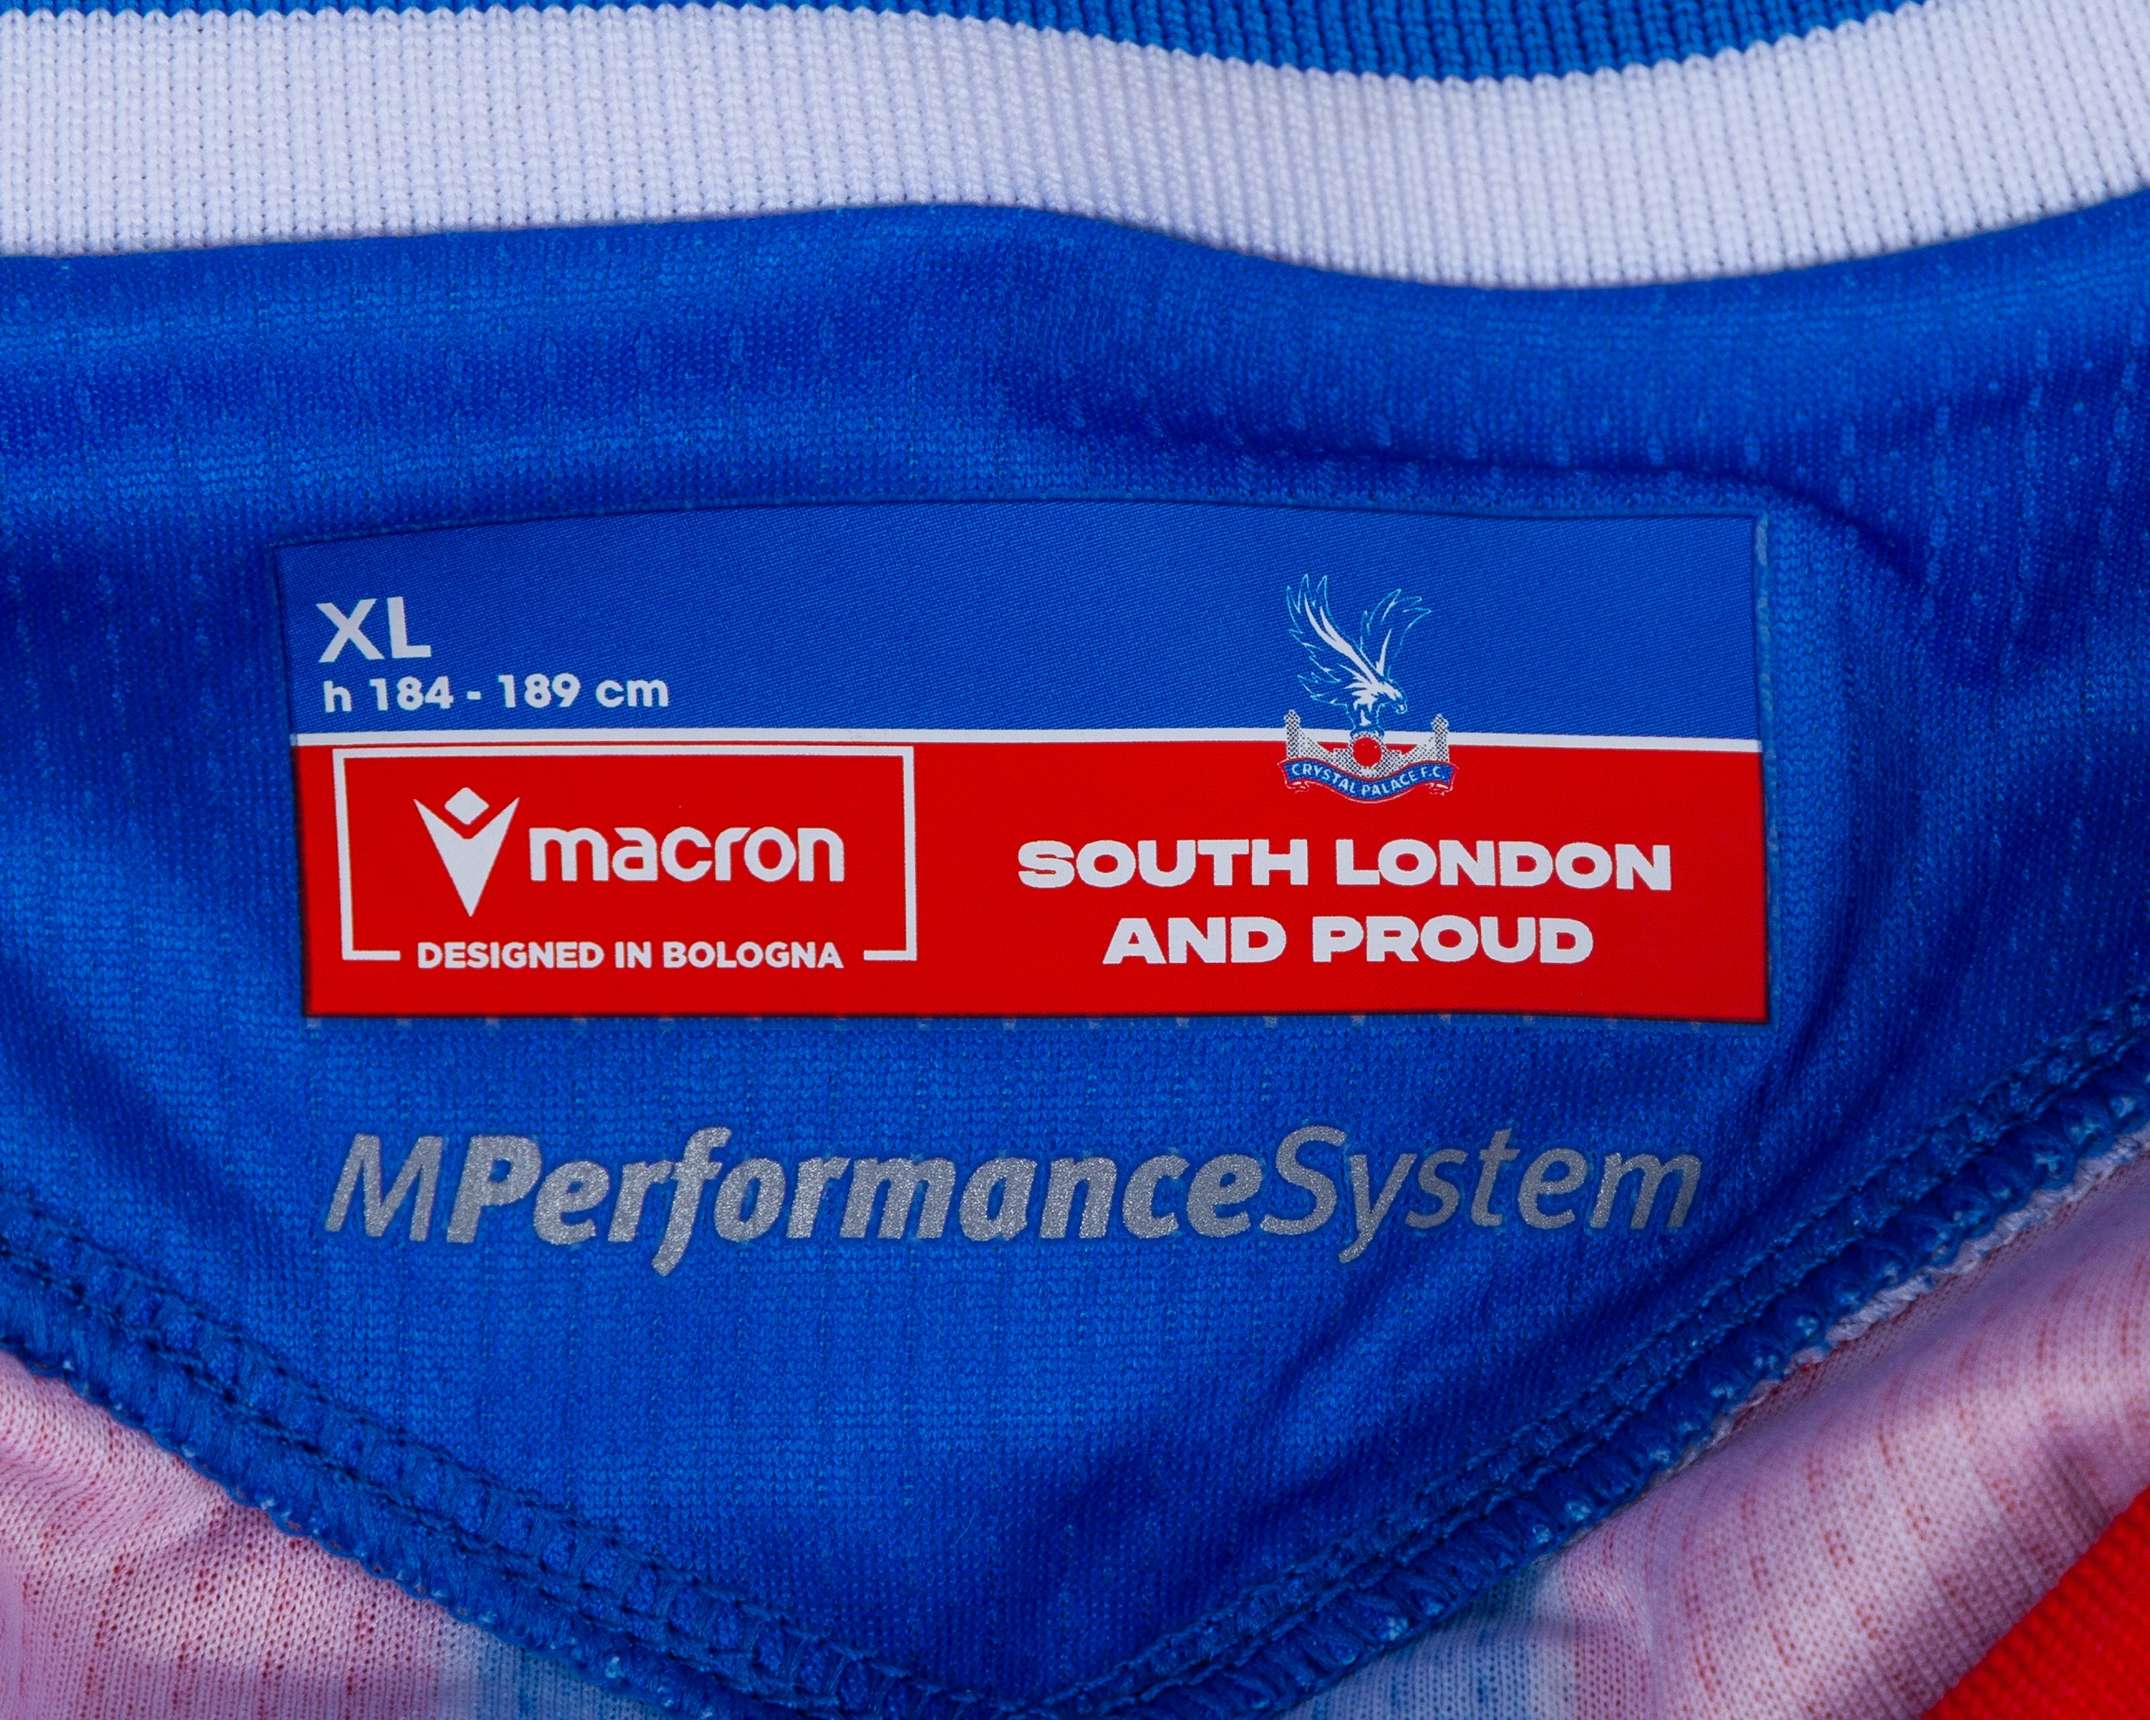 XL
h 184 - 189 cm
CRYSTAL PALACE F.C.
macron
DESIGNED IN BOLOGNA
SOUTH LONDON
AND PROUD
MPerformanceSystem